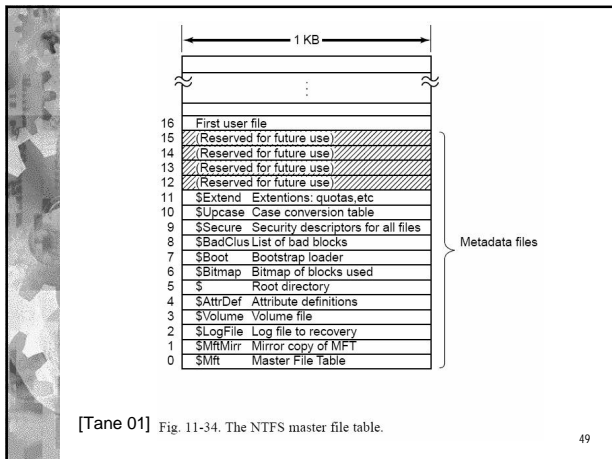 1 KB
16 First user file
15 (Reserved for future use)
14 (Reserved for future use)
13 (Reserved for future use)
12 (Reserved for future use)
11 $Extend Extentions: quotas,etc
10 $Upcase Case conversion table
9 $Secure Security descriptors for all files
8 $BadClus List of bad blocks
7 $Boot Bootstrap loader
6 $Bitmap Bitmap of blocks used
5 $ Root directory
4 $AttrDef Attribute definitions
3 $Volume Volume file
2 $LogFile Log file to recovery
1 $MftMirr Mirror copy of MFT
0 $Mft Master File Table
Metadata files
[Tane 01] Fig. 11-34. The NTFS master file table.
49